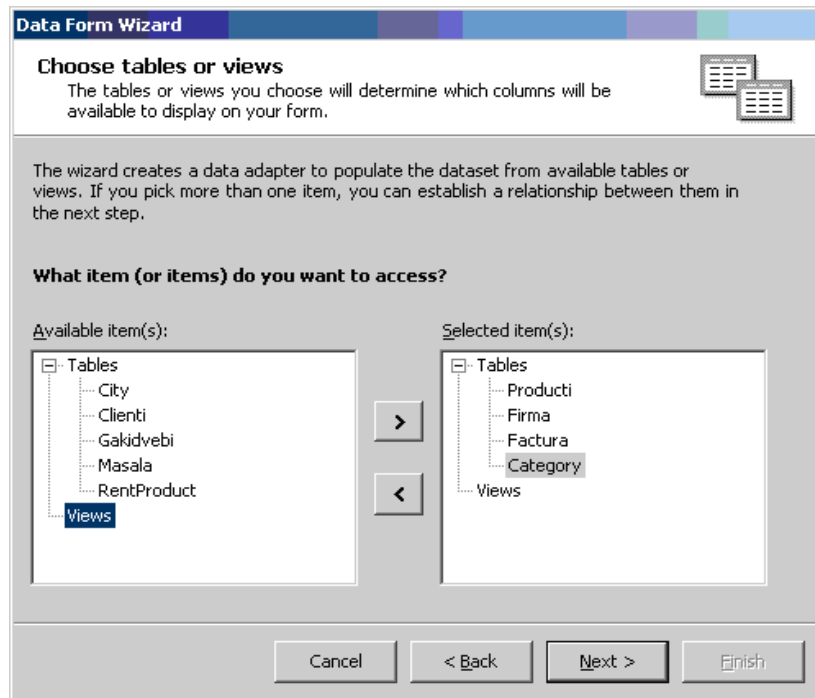 Data Form Wizard
Choose tables or views
The tables or views you choose will determine which columns will be
available to display on your form.
The wizard creates a data adapter to populate the dataset from available tables or
views. If you pick more than one item, you can establish a relationship between them in
the next step.
What item (or items) do you want to access?
Available item(s):
Tables
City
Clienti
Gakidvebi
Masala
RentProduct
Views
>
<
Selected item(s):
Tables
Producti
Firma
Factura
Category
Views
Cancel
< Back
Next >
Finish